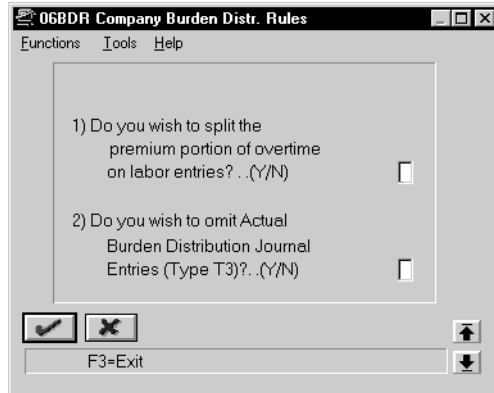 06BDR Company Burden Distr. Rules
Functions Tools Help
1) Do you wish to split the
premium portion of overtime
on labor entries? . .(Y/N)
2) Do you wish to omit Actual
Burden Distribution Journal
Entries (Type T3)?. .(Y/N)
F3=Exit